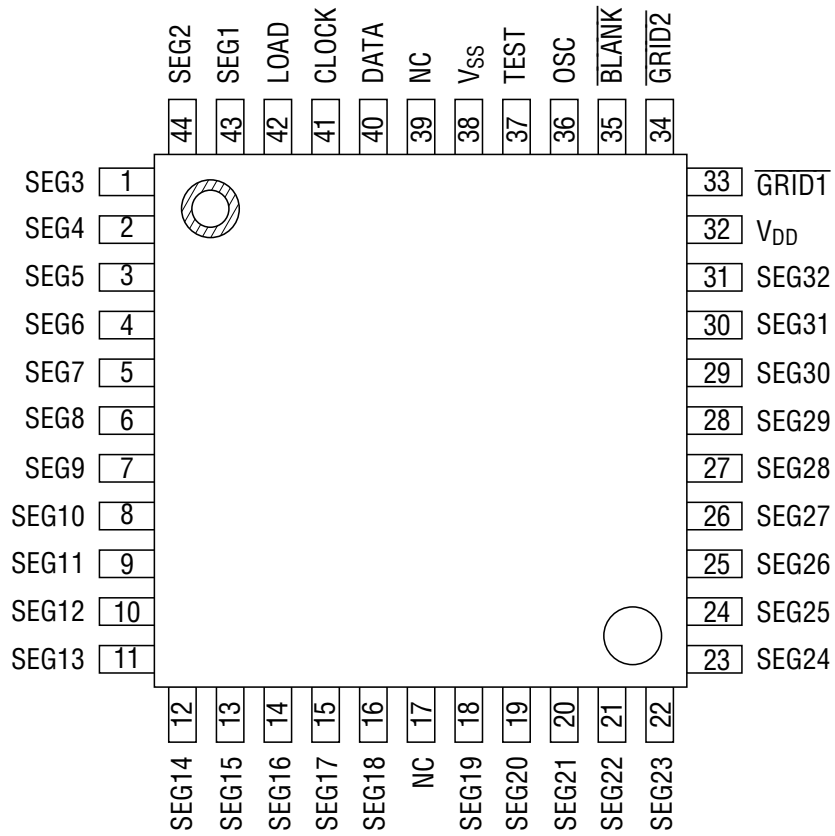 SEG2
SEG1
LOAD
CLOCK
DATA
NC
VSS
TEST
OSC
BLANK
GRID2
44
43
42
41
40
39
38
37
36
35
34
SEG3 1
SEG4 2
SEG5 3
SEG6 4
SEG7 5
SEG8 6
SEG9 7
SEG10 8
SEG11 9
SEG12 10
SEG13 11
33 GRID1
32 VDD
31 SEG32
30 SEG31
29 SEG30
28 SEG29
27 SEG28
26 SEG27
25 SEG26
24 SEG25
23 SEG24
12
13
14
15
16
17
18
19
20
21
22
SEG14
SEG15
SEG16
SEG17
SEG18
NC
SEG19
SEG20
SEG21
SEG22
SEG23